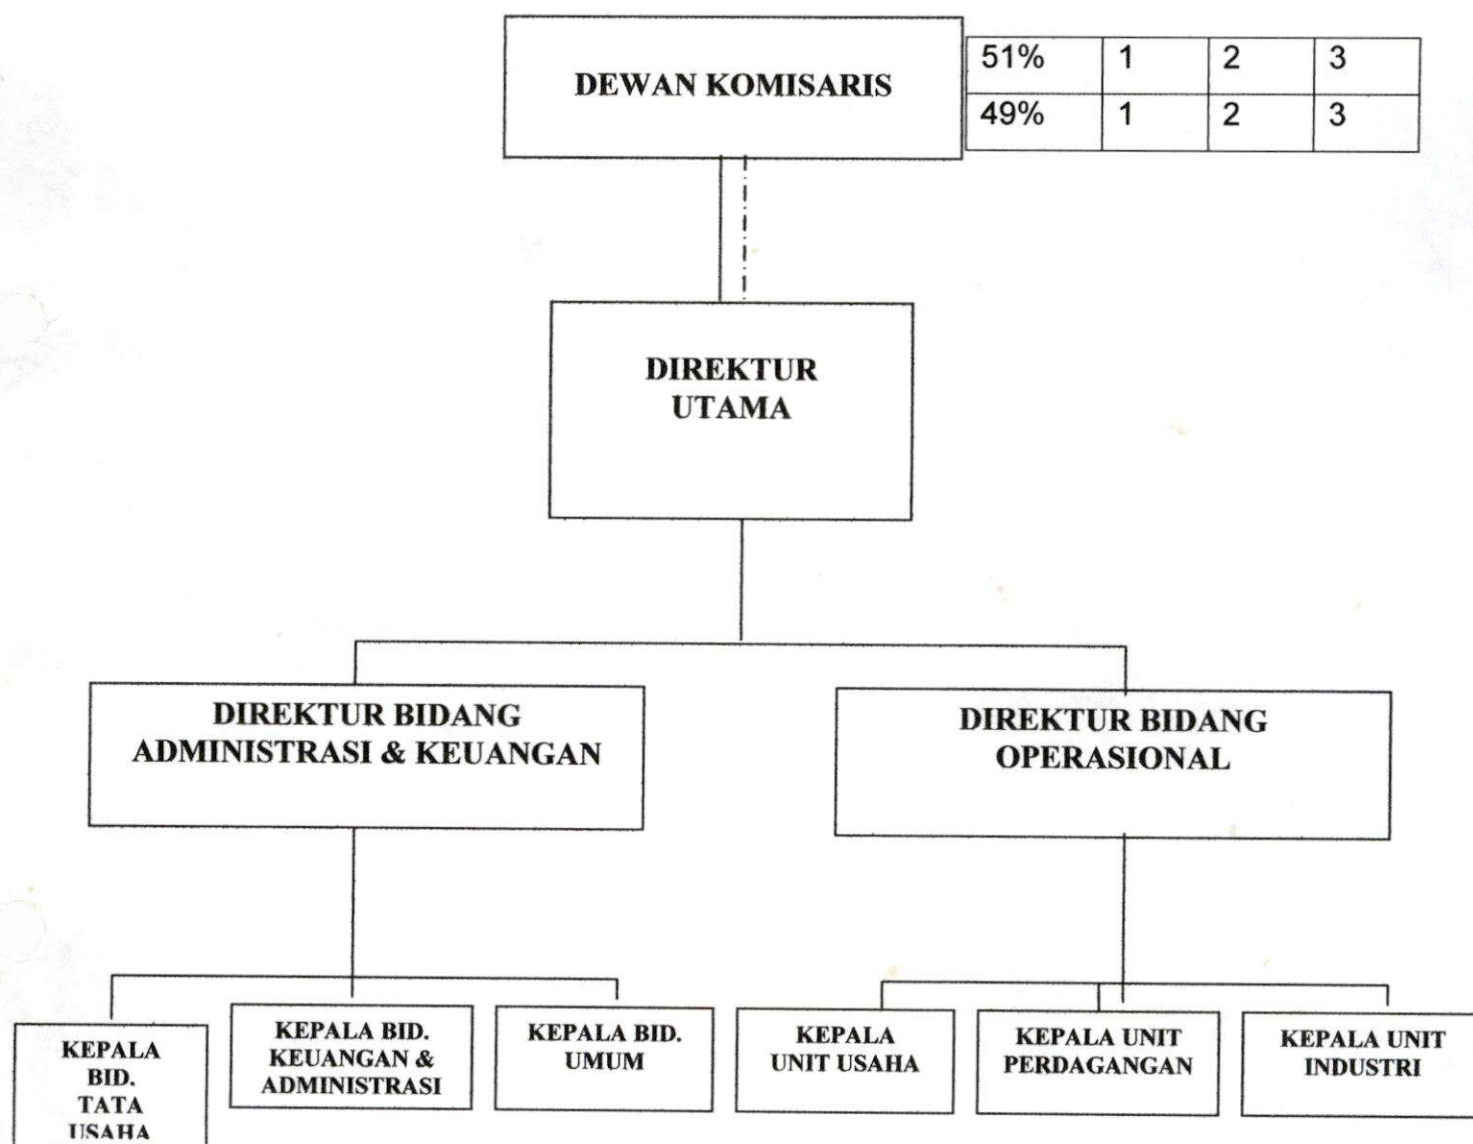 DEWAN KOMISARIS
51% 1 2 3
49% 1 2 3
DIREKTUR
UTAMA
DIREKTUR BIDANG
ADMINISTRASI & KEUANGAN
DIREKTUR BIDANG
OPERASIONAL
KEPALA
BID.
TATA
USAHA
KEPALA BID.
KEUANGAN &
ADMINISTRASI
KEPALA BID.
UMUM
KEPALA
UNIT USAHA
KEPALA UNIT
PERDAGANGAN
KEPALA UNIT
INDUSTRI